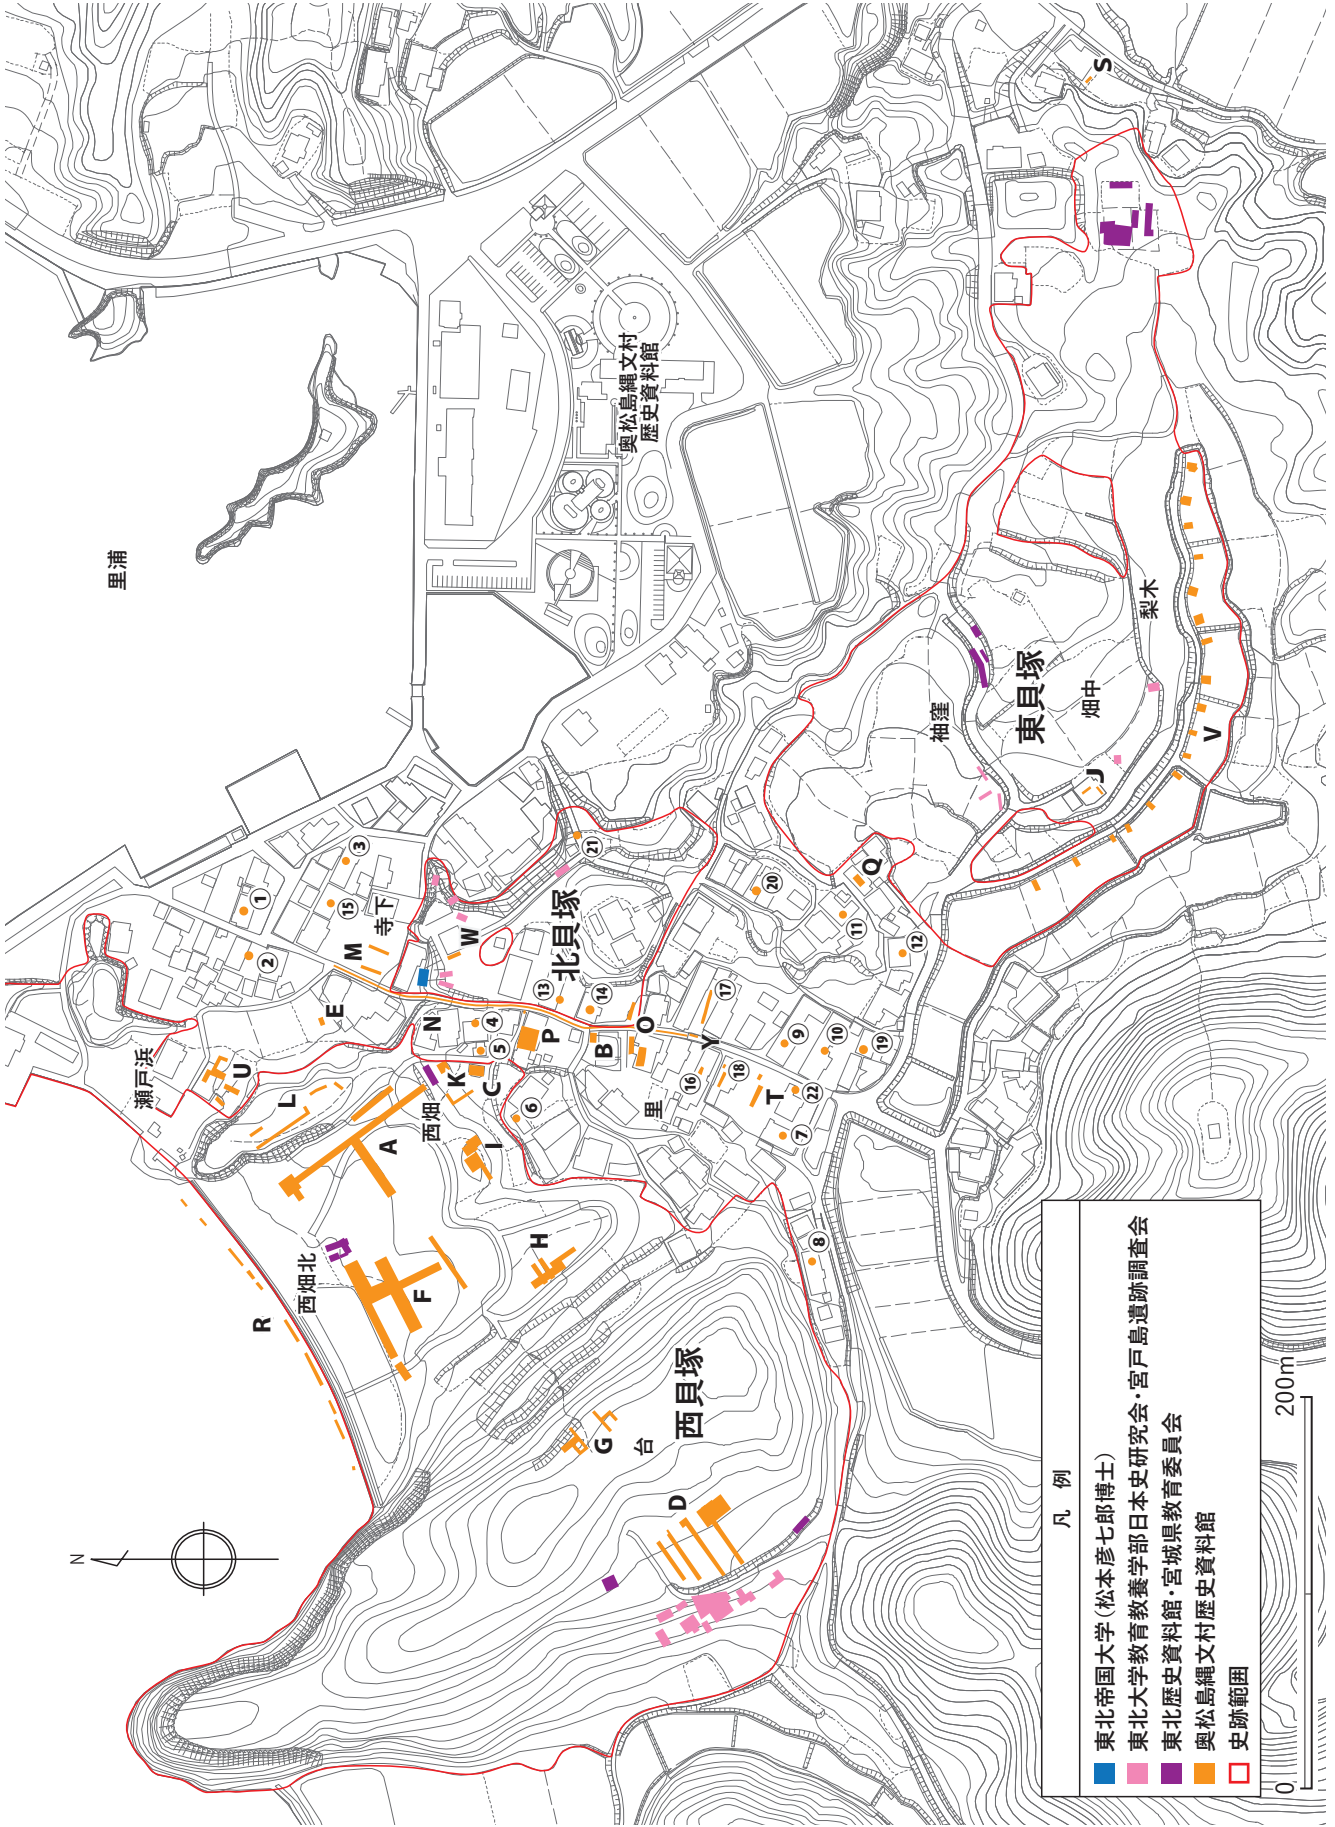 N
里浦
瀬戸浜
寺下
西畑
西畑北
奥松島縄文村
歴史資料館
北貝塚
西貝塚
東貝塚
里
台
袖窪
畑中
梨木
A
B
C
D
E
F
G
H
I
J
K
L
M
N
O
P
Q
R
S
T
U
V
W
Y
①
②
③
④
⑤
⑥
⑦
⑧
⑨
⑩
⑪
⑫
⑬
⑭
⑮
⑯
⑰
⑱
⑲
⑳
㉑
㉒
凡 例
東北帝国大学(松本彦七郎博士)
東北大学教育教養学部日本史研究会・宮戸島遺跡調査会
東北歴史資料館・宮城県教育委員会
奥松島縄文村歴史資料館
史跡範囲
0
200m